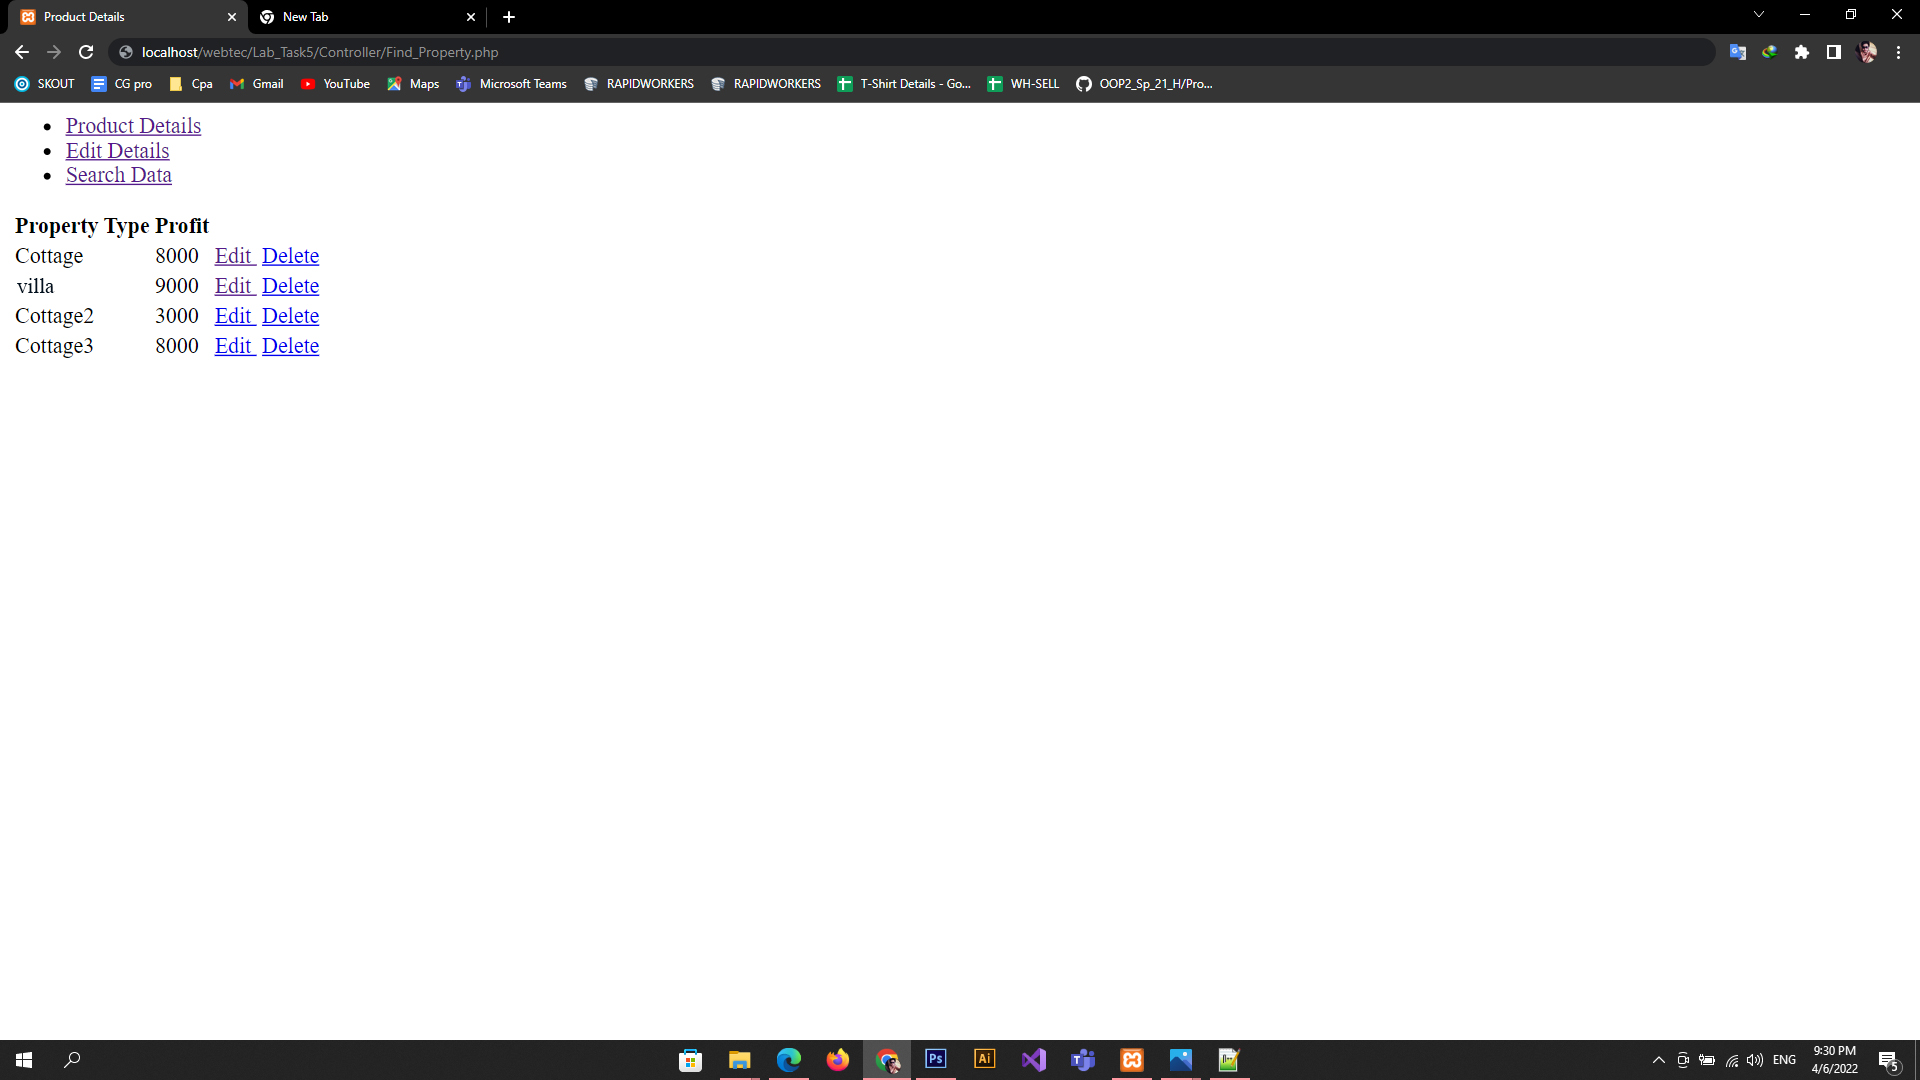 Product Details
New Tab
localhost/webtec/Lab_Task5/Controller/Find_Property.php
SKOUT CG pro Cpa Gmail YouTube Maps Microsoft Teams RAPIDWORKERS RAPIDWORKERS T-Shirt Details - Go... WH-SELL OOP2_Sp_21_H/Pro...
Product Details
Edit Details
Search Data
Property Type Profit
Cottage 8000 Edit Delete
villa 9000 Edit Delete
Cottage2 3000 Edit Delete
Cottage3 8000 Edit Delete
Ps Ai
ENG
9:30 PM
4/6/2022
5